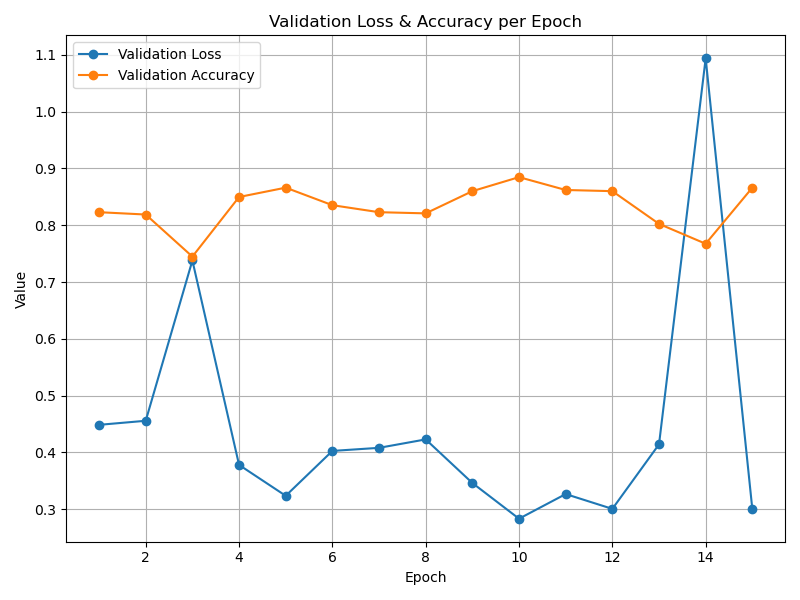 Validation Loss & Accuracy per Epoch
Validation Loss
Validation Accuracy
1.1
1.0
0.9
0.8
0.7
0.6
0.5
0.4
0.3
Value
2 4 6 8 10 12 14
Epoch